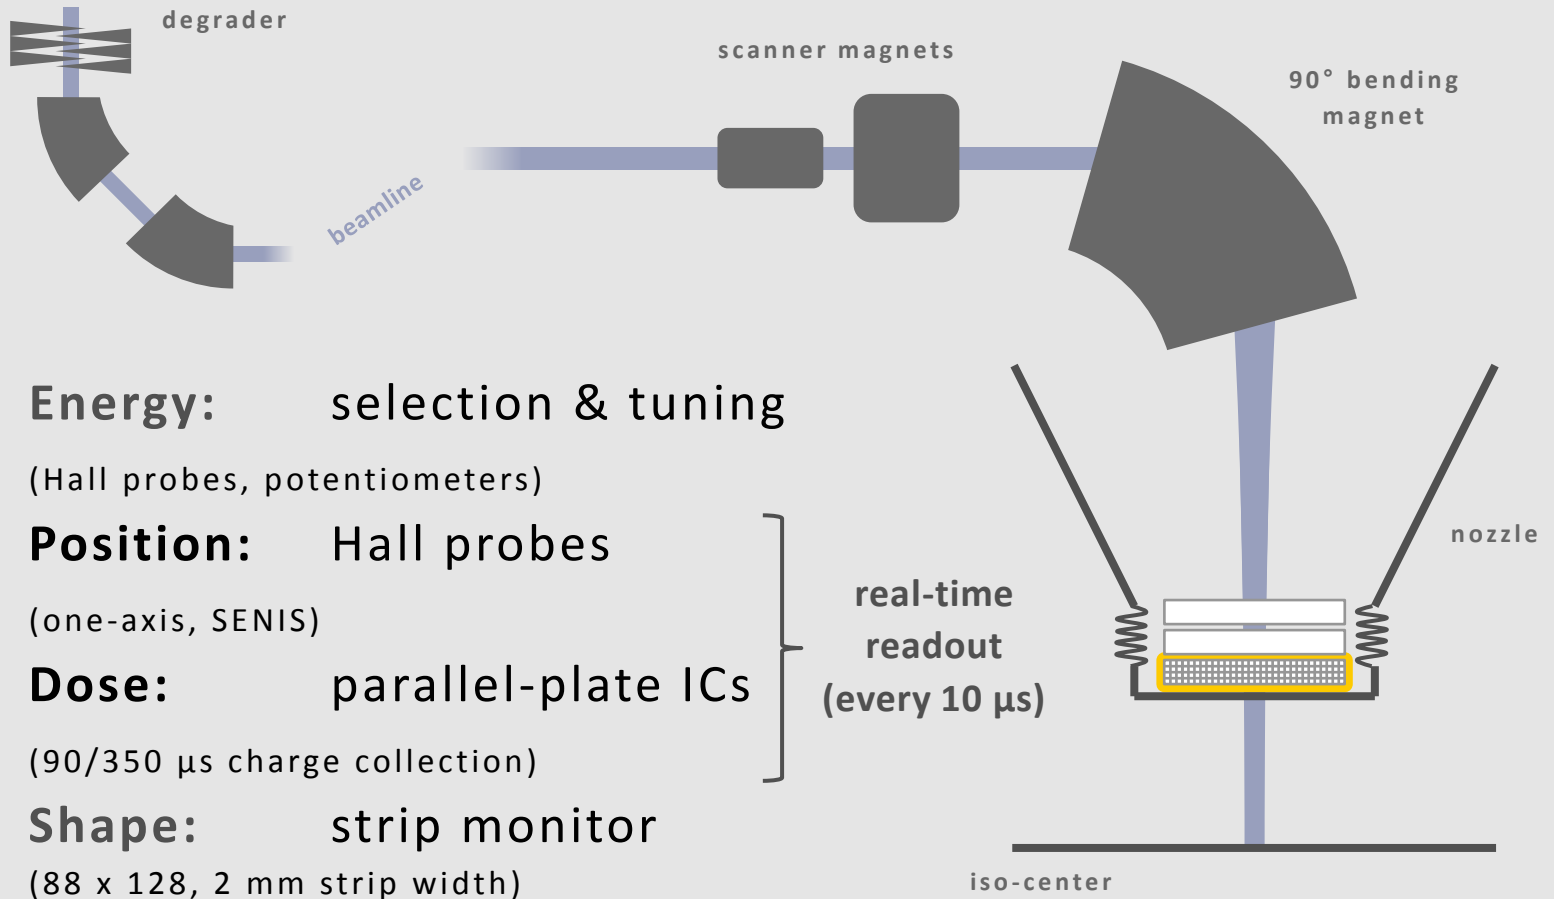 degrader
scanner magnets
90° bending
magnet
beamline
Energy: selection & tuning
(Hall probes, potentiometers)
Position: Hall probes
(one-axis, SENIS)
Dose: parallel-plate ICs
(90/350 µs charge collection)
Shape: strip monitor
(88 x 128, 2 mm strip width)
real-time
readout
(every 10 µs)
nozzle
iso-center